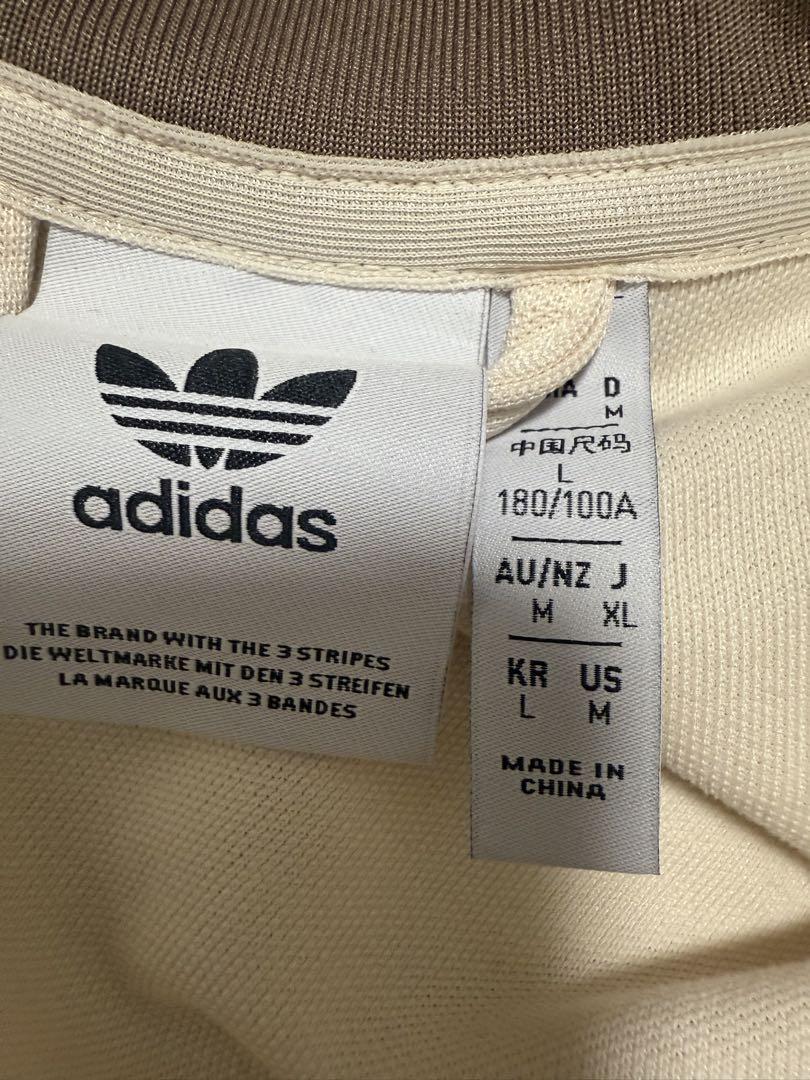 adidas
THE BRAND WITH THE 3 STRIPES
DIE WELTMARKE MIT DEN 3 STREIFEN
LA MARQUE AUX 3 BANDES
D
M
中国尺码
L
180/100A
AU/NZ J
M XL
KR US
L M
MADE IN
CHINA